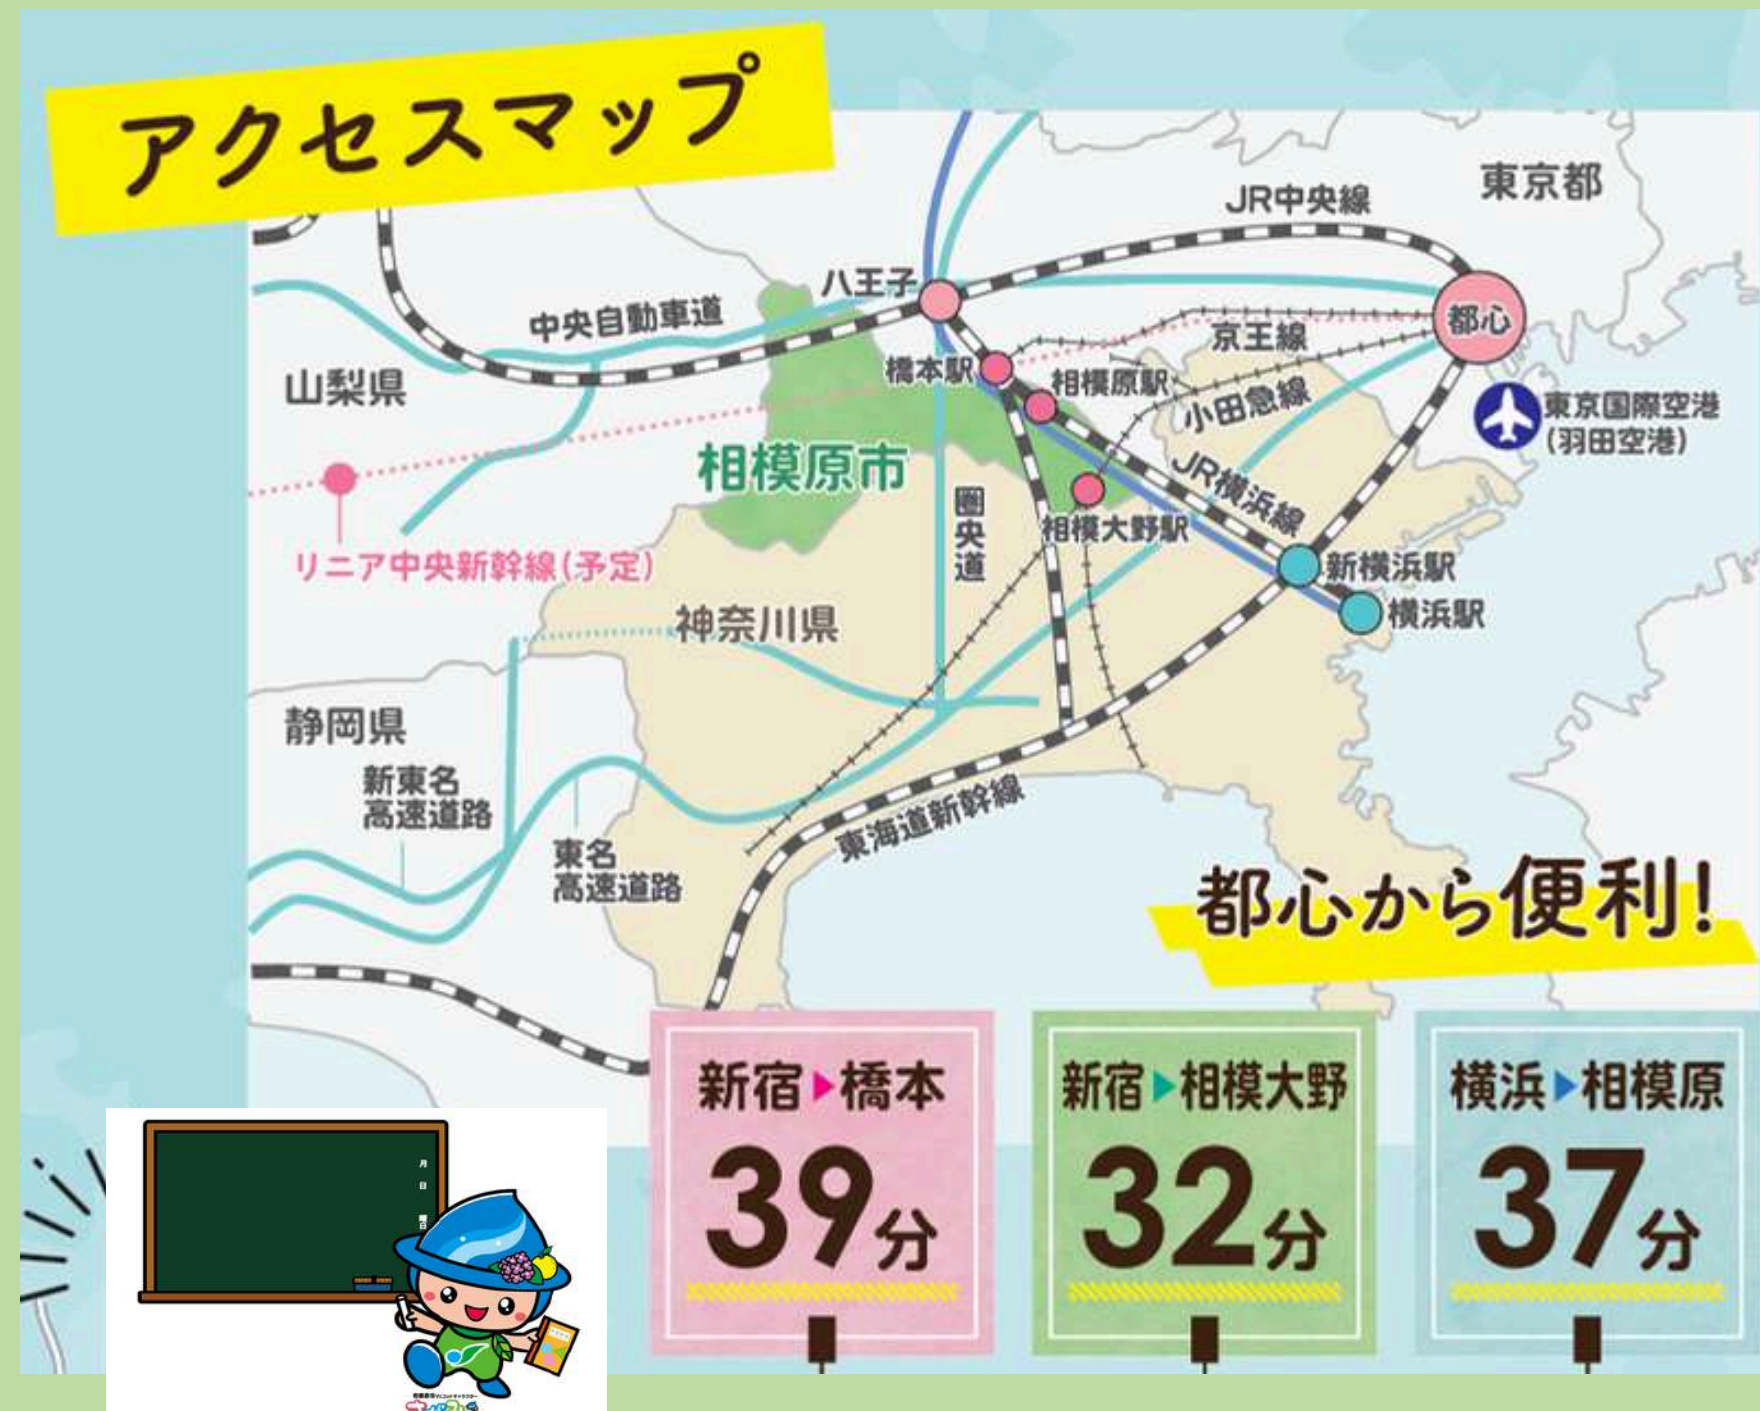 アクセスマップ
東京都
JR中央線
八王子
中央自動車道
都心
京王線
橋本駅
相模原駅
山梨県
小田急線
東京国際空港
(羽田空港)
相模原市
JR横浜線
圏央道
相模大野駅
リニア中央新幹線(予定)
新横浜駅
横浜駅
神奈川県
静岡県
新東名
高速道路
東名
高速道路
東海道新幹線
都心から便利!
新宿▶橋本
39分
新宿▶相模大野
32分
横浜▶相模原
37分
月
日
曜日